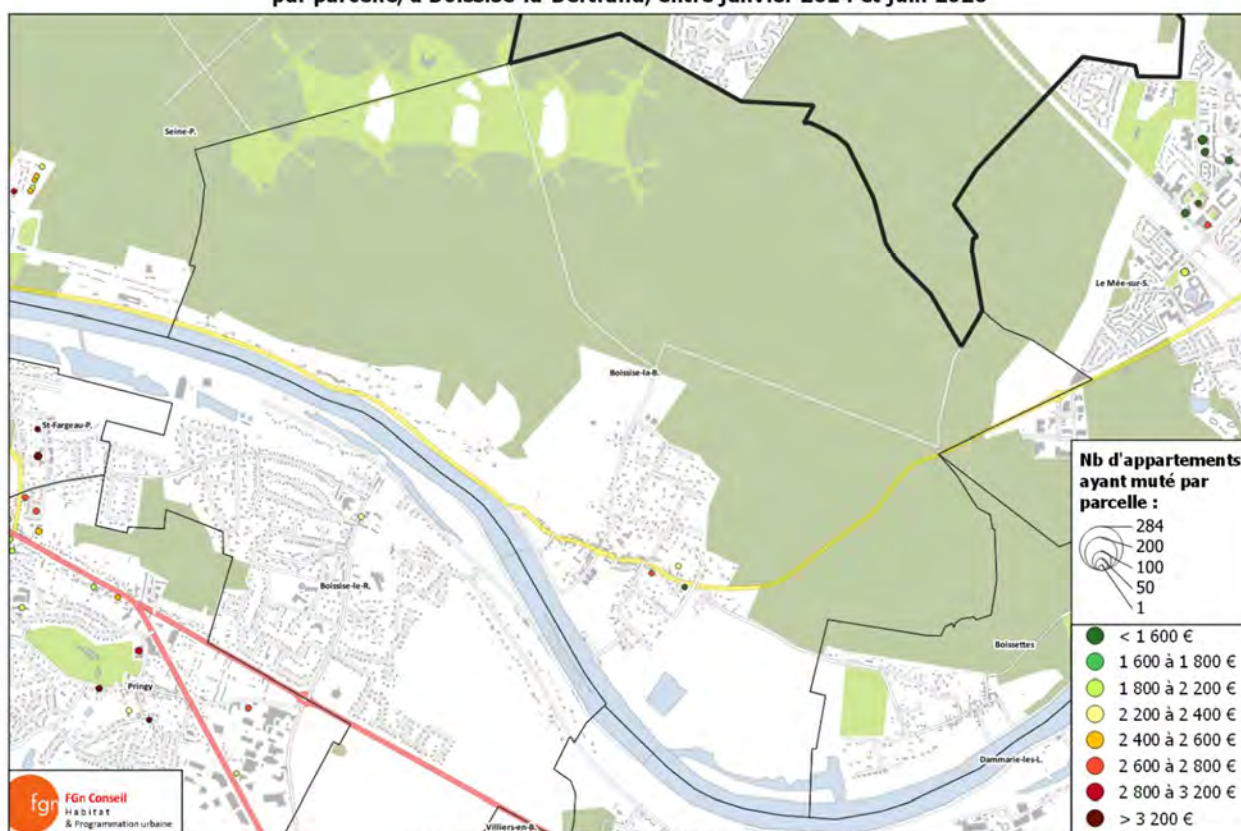 par parcelle, à Boissise-la-Bertrand, entre janvier 2014 et juin 2020
Seine-P.
Le Mée-sur-S.
Boissise-la-B.
St-Fargeau-P.
Boissise-le-R.
Boissettes
Pringy
Dammarie-les-L.
Villiers-en-B.
Nb d'appartements
ayant muté par
parcelle :
284
200
100
50
1
< 1 600 €
1 600 à 1 800 €
1 800 à 2 200 €
2 200 à 2 400 €
2 400 à 2 600 €
2 600 à 2 800 €
2 800 à 3 200 €
> 3 200 €
fgn
FGn Conseil
Habitat
& Programmation urbaine